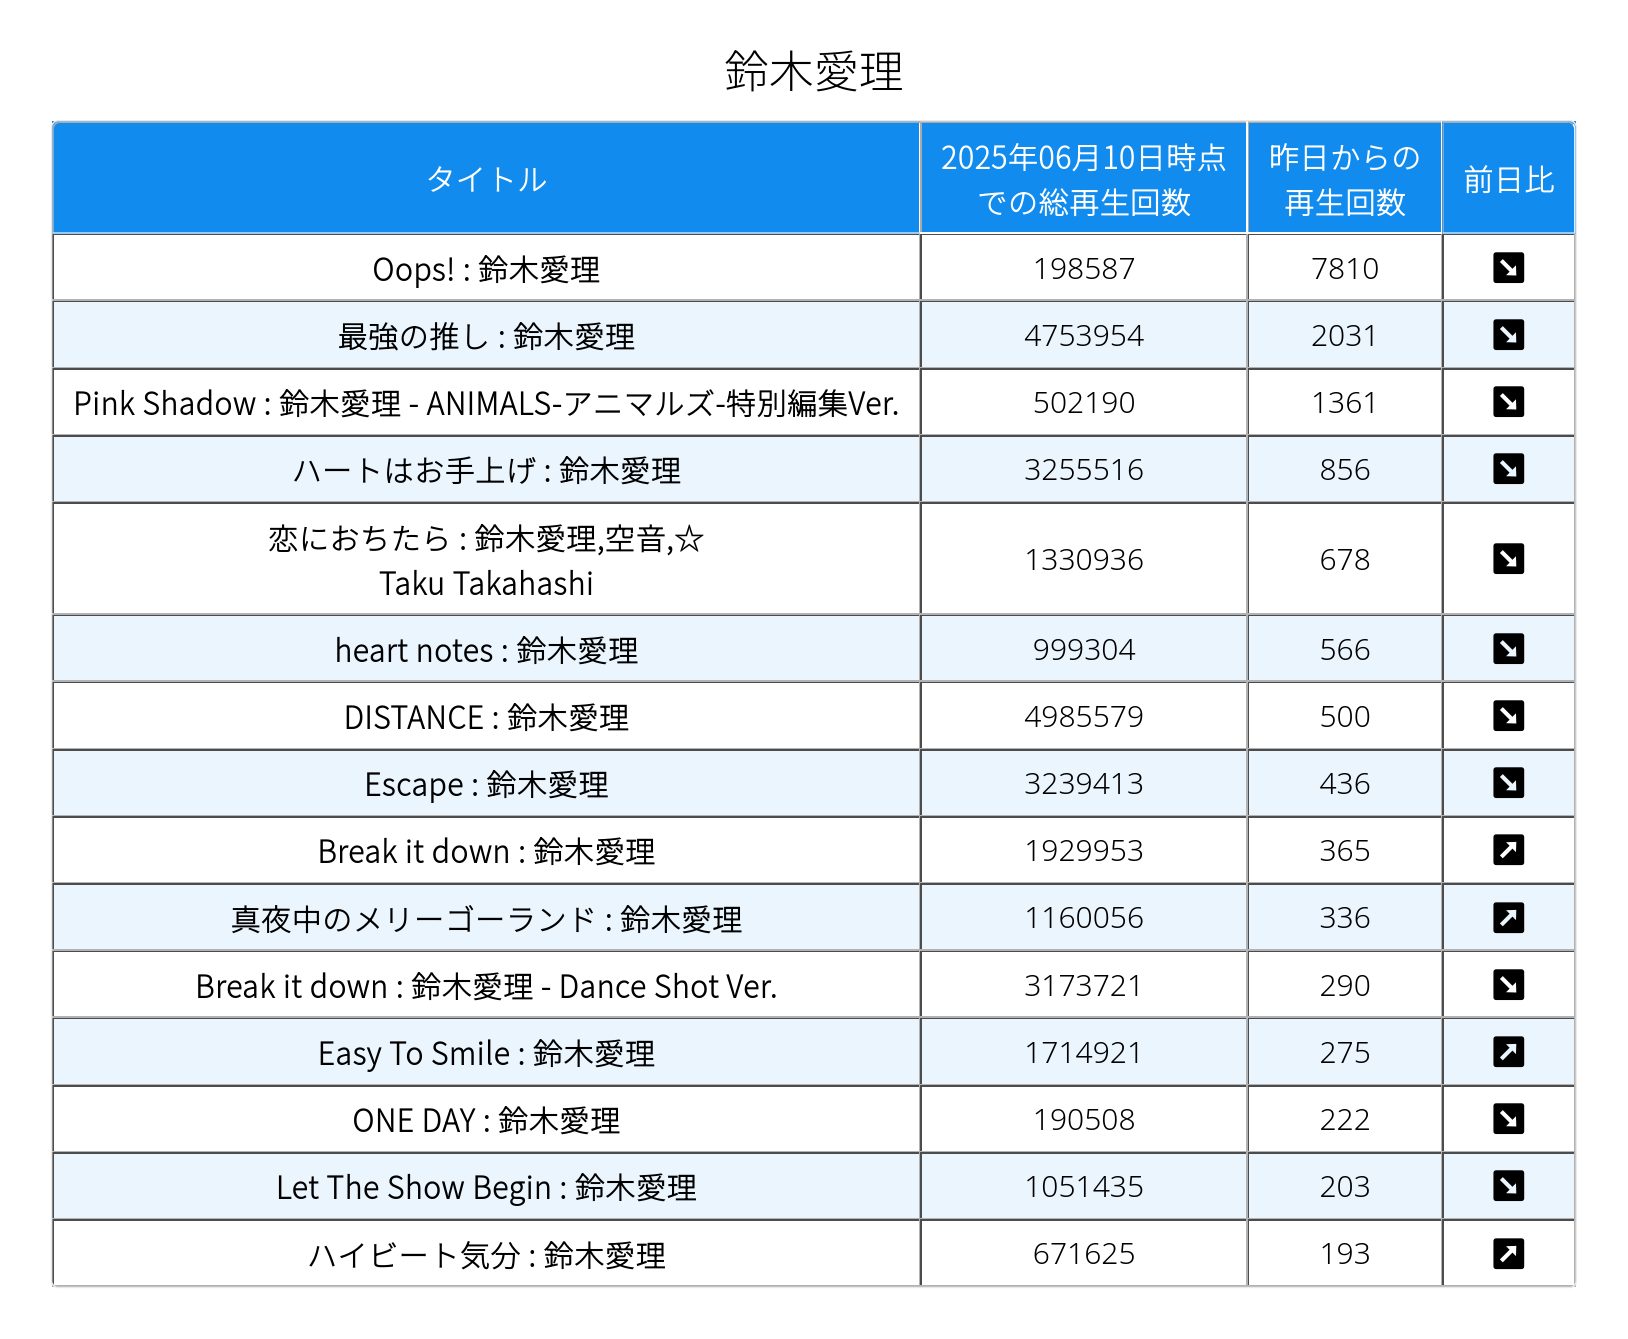 鈴木愛理
タイトル 2025年06月10日時点 昨日からの 前日比
での総再生回数 再生回数
Oops! : 鈴木愛理 198587 7810
最強の推し : 鈴木愛理 4753954 2031
Pink Shadow : 鈴木愛理 - ANIMALS-アニマルズ-特別編集Ver. 502190 1361
ハートはお手上げ : 鈴木愛理 3255516 856
恋におちたら : 鈴木愛理,空音,☆ 1330936 678
Taku Takahashi
heart notes : 鈴木愛理 999304 566
DISTANCE : 鈴木愛理 4985579 500
Escape : 鈴木愛理 3239413 436
Break it down : 鈴木愛理 1929953 365
真夜中のメリーゴーランド : 鈴木愛理 1160056 336
Break it down : 鈴木愛理 - Dance Shot Ver. 3173721 290
Easy To Smile : 鈴木愛理 1714921 275
ONE DAY : 鈴木愛理 190508 222
Let The Show Begin : 鈴木愛理 1051435 203
ハイビート気分 : 鈴木愛理 671625 193